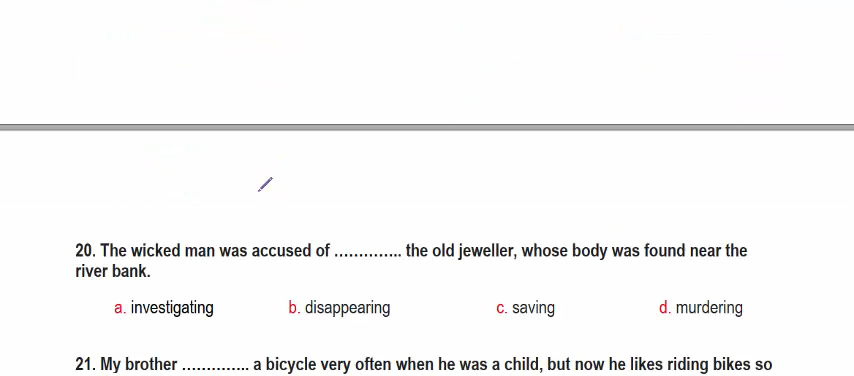 20. The wicked man was accused of .............. the old jeweller, whose body was found near the
river bank.
a. investigating b. disappearing c. saving d. murdering
21. My brother .............. a bicycle very often when he was a child, but now he likes riding bikes so